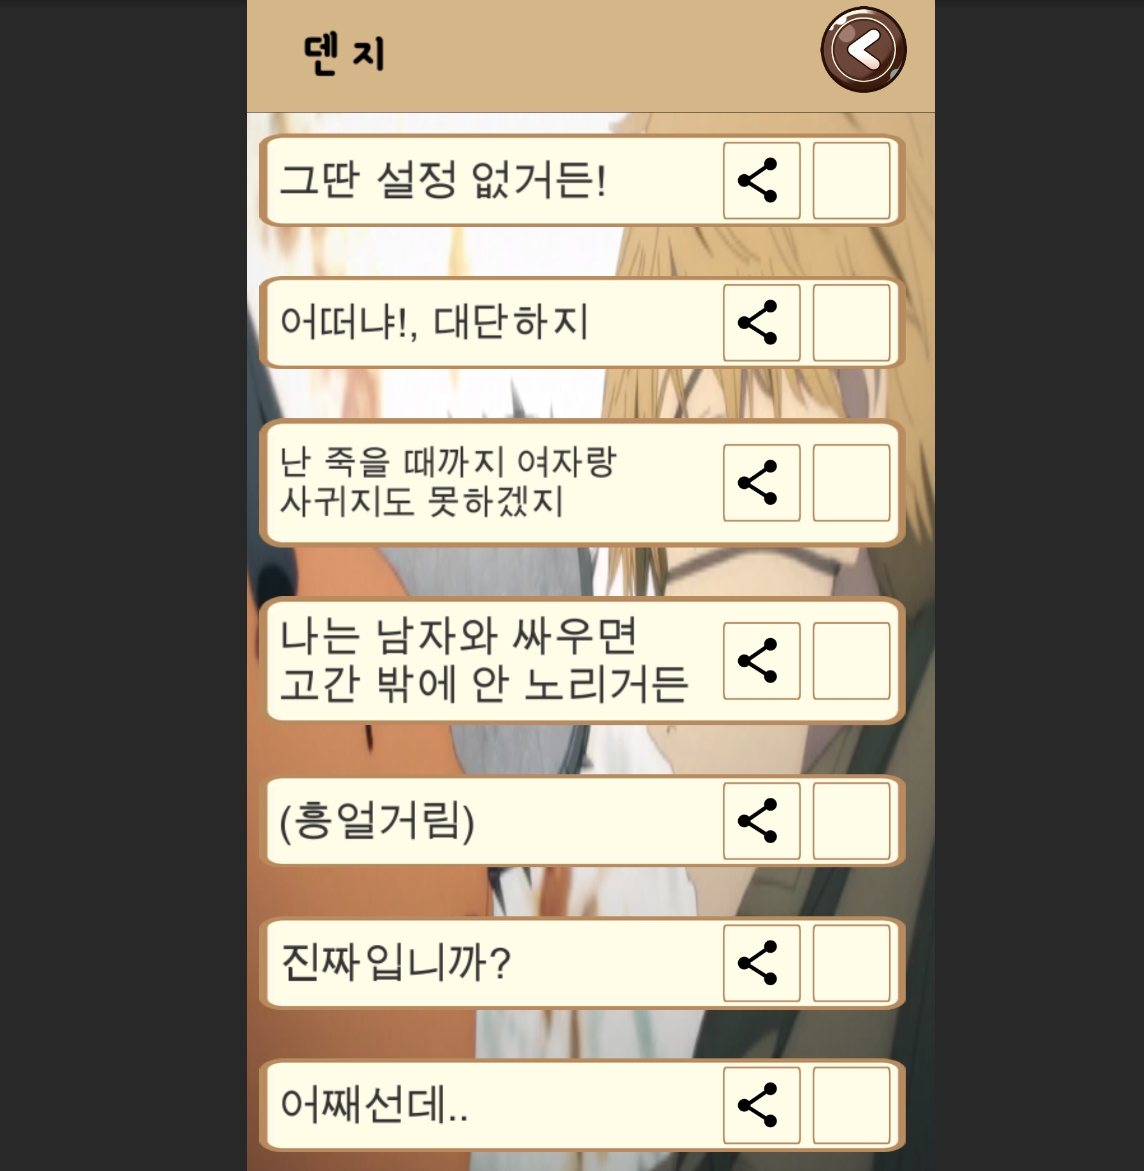 덴지
그딴 설정 없거든!
어떠냐!, 대단하지
난 죽을 때까지 여자랑
사귀지도 못하겠지
나는 남자와 싸우면
고간 밖에 안 노리거든
(흥얼거림)
진짜입니까?
어째선데..